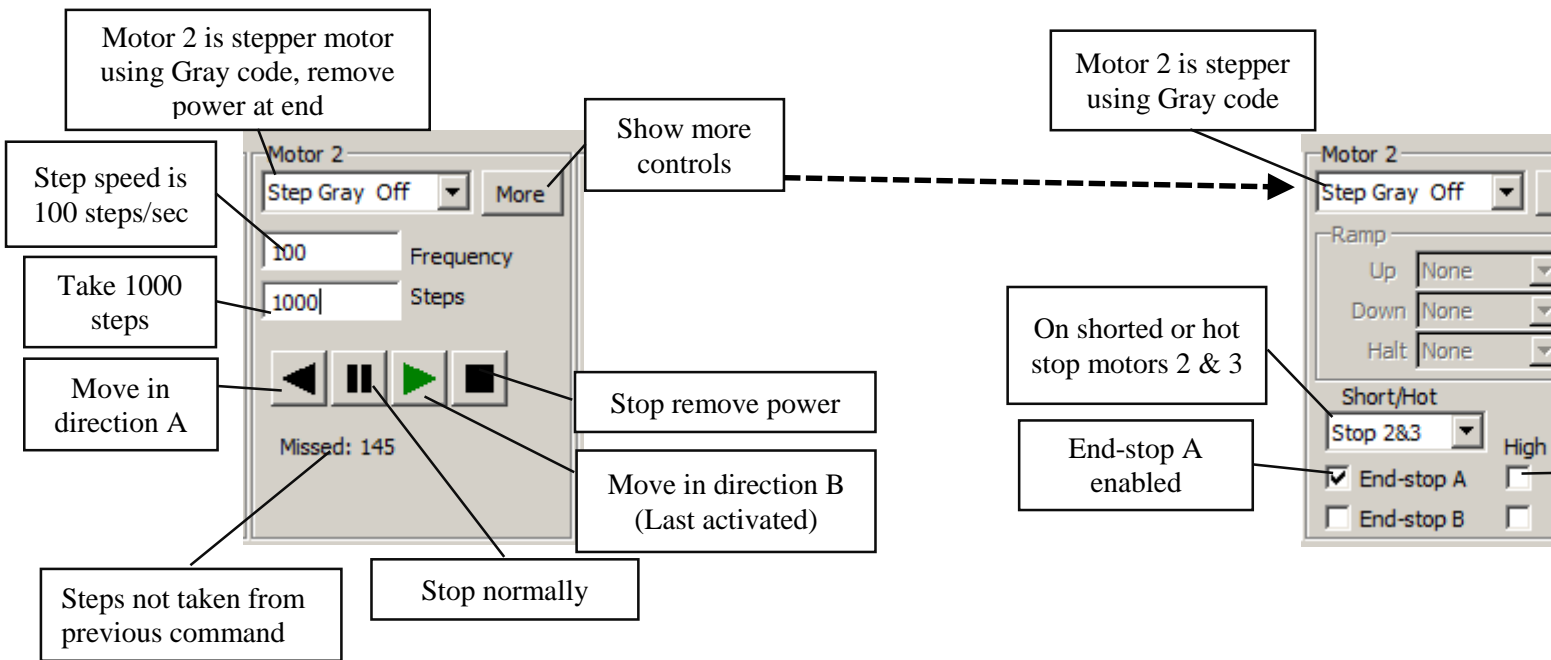 Motor 2 is stepper motor
using Gray code, remove
power at end
Show more
controls
Step speed is
100 steps/sec
Take 1000
steps
Move in
direction A
Motor 2
Step Gray Off
More
100
Frequency
1000
Steps
Missed: 145
Stop remove power
Move in direction B
(Last activated)
Stop normally
Steps not taken from
previous command
Motor 2 is stepper
using Gray code
On shorted or hot
stop motors 2 & 3
End-stop A
enabled
Motor 2
Step Gray Off
Ramp
Up None
Down None
Halt None
Short/Hot
Stop 2&3
High
End-stop A
End-stop B